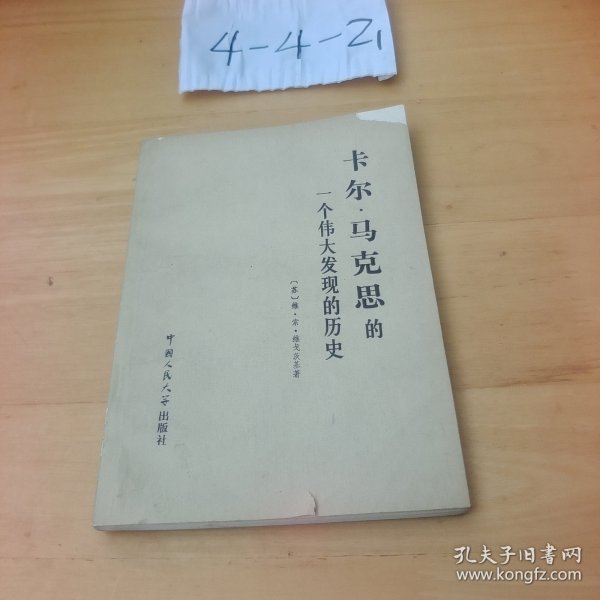 4-4-21
卡尔·马克思的
一个伟大发现的历史
〔苏〕维·索·维戈茨基著
中国人民大学出版社
孔夫子旧书网
www.kongfz.com